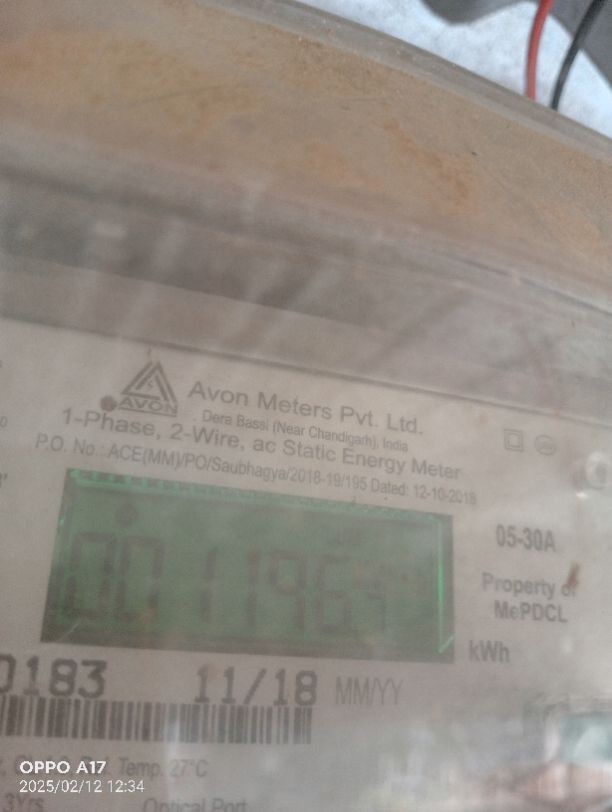 AVON
Avon Meters Pvt. Ltd.
Dera Bassi (Near Chandigarh), India
1-Phase, 2-Wire, ac Static Energy Meter
P.O. No.: ACE(MM)/PO/Saubhagya/2018-19/195 Dated: 12-10-2018
05-30A
Property of
MePDCL
kWh
0183 11/18 MM/YY
Temp. 27°C
3Yrs. Optical Port
OPPO A17
2025/02/12 12:34